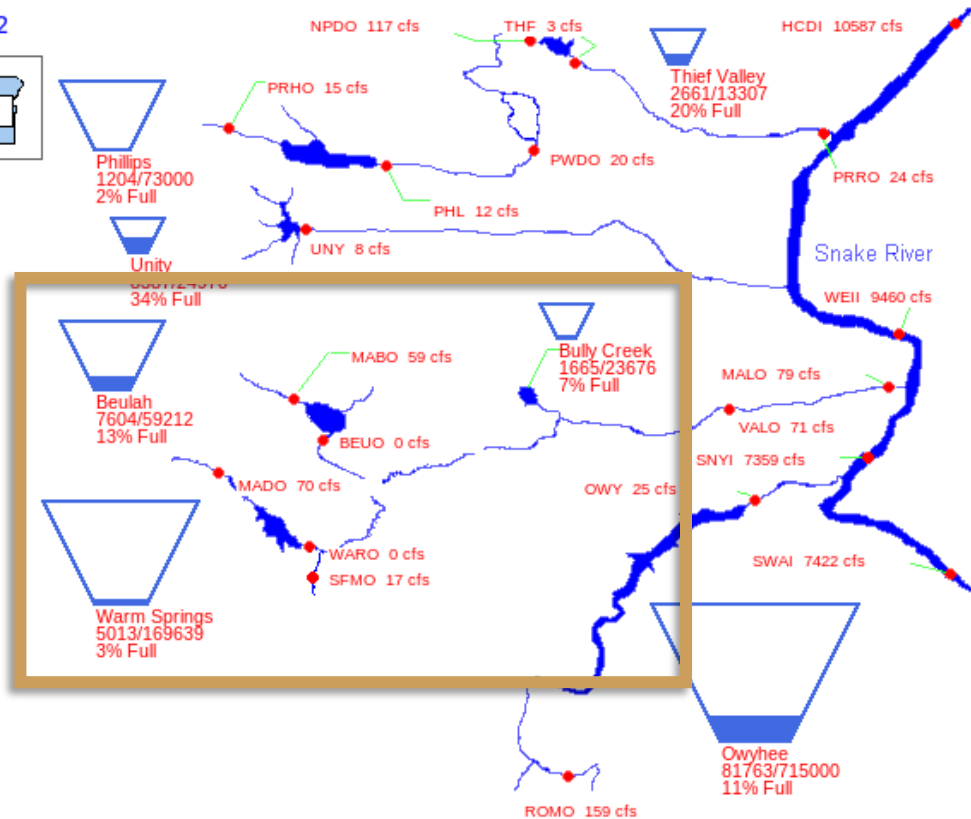 2
NPDO 117 cfs
THF 3 cfs
HCDI 10587 cfs
Thief Valley
2661/13307
20% Full
PRHO 15 cfs
Phillips
1204/73000
2% Full
PWDO 20 cfs
PRRO 24 cfs
PHL 12 cfs
UNY 8 cfs
Snake River
Unity
34% Full
WEII 9460 cfs
MABO 59 cfs
Bully Creek
1665/23676
7% Full
MALO 79 cfs
Beulah
7604/59212
13% Full
VALO 71 cfs
BEUO 0 cfs
SNYI 7359 cfs
MADO 70 cfs
OWY 25 cfs
WARO 0 cfs
SWAI 7422 cfs
SFMO 17 cfs
Warm Springs
5013/169639
3% Full
Owyhee
81763/715000
11% Full
ROMO 159 cfs